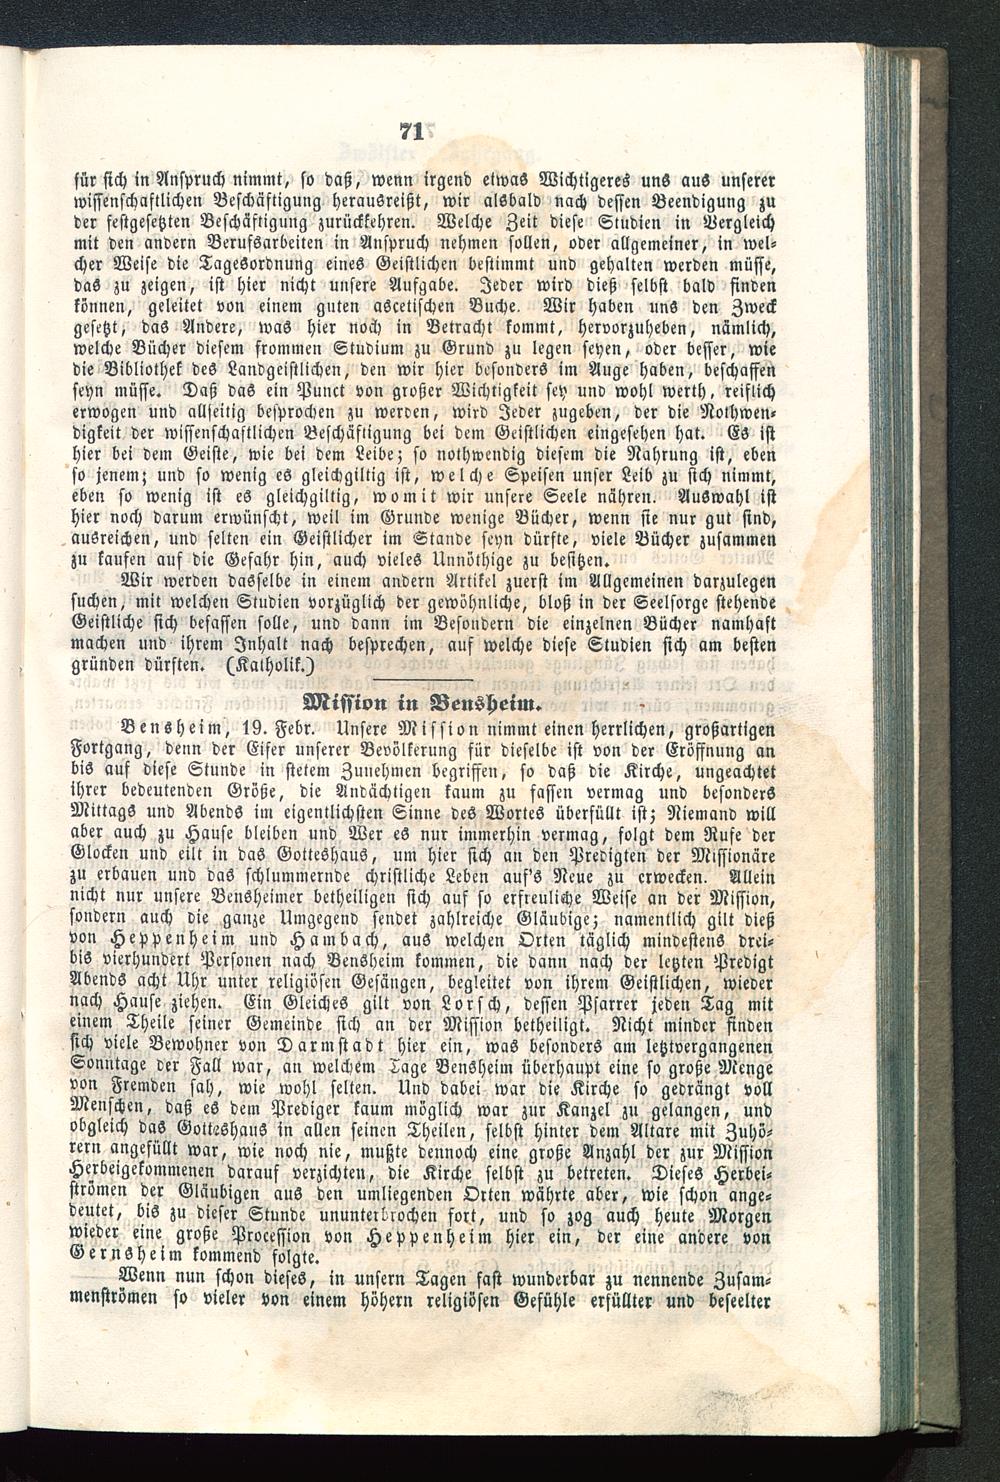 71
für sich in Anspruch nimmt, so daß, wenn irgend etwas Wichtigeres uns aus unserer
wissenschaftlichen Beschäftigung herausreißt, wir alsbald nach dessen Beendigung zu
der festgesetzten Beschäftigung zurückkehren. Welche Zeit diese Studien in Vergleich
mit den andern Berufsarbeiten in Anspruch nehmen sollen, oder allgemeiner, in wel-
cher Weise die Tagesordnung eines Geistlichen bestimmt und gehalten werden müsse,
das zu zeigen, ist hier nicht unsere Aufgabe. Jeder wird dieß selbst bald finden
können, geleitet von einem guten ascetischen Buche. Wir haben uns den Zweck
gesetzt, das Andere, was hier noch in Betracht kommt, hervorzuheben, nämlich,
welche Bücher diesem frommen Studium zu Grund zu legen seyen, oder besser, wie
die Bibliothek des Landgeistlichen, den wir hier besonders im Auge haben, beschaffen
seyn müsse. Daß das ein Punct von großer Wichtigkeit sey und wohl werth, reiflich
erwogen und allseitig besprochen zu werden, wird Jeder zugeben, der die Nothwen-
digkeit der wissenschaftlichen Beschäftigung bei dem Geistlichen eingesehen hat. Es ist
hier bei dem Geiste, wie bei dem Leibe; so nothwendig diesem die Nahrung ist, eben
so jenem; und so wenig es gleichgiltig ist, welche Speisen unser Leib zu sich nimmt,
eben so wenig ist es gleichgiltig, womit wir unsere Seele nähren. Auswahl ist
hier noch darum erwünscht, weil im Grunde wenige Bücher, wenn sie nur gut sind,
ausreichen, und selten ein Geistlicher im Stande seyn dürfte, viele Bücher zusammen
zu kaufen auf die Gefahr hin, auch vieles Unnöthige zu besitzen.
Wir werden dasselbe in einem andern Artikel zuerst im Allgemeinen darzulegen
suchen, mit welchen Studien vorzüglich der gewöhnliche, bloß in der Seelsorge stehende
Geistliche sich befassen solle, und dann im Besondern die einzelnen Bücher namhaft
machen und ihrem Inhalt nach besprechen, auf welche diese Studien sich am besten
gründen dürften. (Katholik.)
Mission in Bensheim.
Bensheim, 19. Febr. Unsere Mission nimmt einen herrlichen, großartigen
Fortgang, denn der Eifer unserer Bevölkerung für dieselbe ist von der Eröffnung an
bis auf diese Stunde in stetem Zunehmen begriffen, so daß die Kirche, ungeachtet
ihrer bedeutenden Größe, die Andächtigen kaum zu fassen vermag und besonders
Mittags und Abends im eigentlichsten Sinne des Wortes überfüllt ist; Niemand will
aber auch zu Hause bleiben und Wer es nur immerhin vermag, folgt dem Rufe der
Glocken und eilt in das Gotteshaus, um hier sich an den Predigten der Missionäre
zu erbauen und das schlummernde christliche Leben auf's Neue zu erwecken. Allein
nicht nur unsere Bensheimer betheiligen sich auf so erfreuliche Weise an der Mission,
sondern auch die ganze Umgegend sendet zahlreiche Gläubige; namentlich gilt dieß
von Heppenheim und Hambach, aus welchen Orten täglich mindestens drei-
bis vierhundert Personen nach Bensheim kommen, die dann nach der letzten Predigt
Abends acht Uhr unter religiösen Gesängen, begleitet von ihrem Geistlichen, wieder
nach Hause ziehen. Ein Gleiches gilt von Lorsch, dessen Pfarrer jeden Tag mit
einem Theile seiner Gemeinde sich an der Mission betheiligt. Nicht minder finden
sich viele Bewohner von Darmstadt hier ein, was besonders am letztvergangenen
Sonntage der Fall war, an welchem Tage Bensheim überhaupt eine so große Menge
von Fremden sah, wie wohl selten. Und dabei war die Kirche so gedrängt voll
Menschen, daß es dem Prediger kaum möglich war zur Kanzel zu gelangen, und
obgleich das Gotteshaus in allen seinen Theilen, selbst hinter dem Altare mit Zuhö-
rern angefüllt war, wie noch nie, mußte dennoch eine große Anzahl der zur Mission
Herbeigekommenen darauf verzichten, die Kirche selbst zu betreten. Dieses Herbei-
strömen der Gläubigen aus den umliegenden Orten währte aber, wie schon ange-
deutet, bis zu dieser Stunde ununterbrochen fort, und so zog auch heute Morgen
wieder eine große Procession von Heppenheim hier ein, der eine andere von
Gernsheim kommend folgte.
Wenn nun schon dieses, in unsern Tagen fast wunderbar zu nennende Zusam-
menströmen so vieler von einem höhern religiösen Gefühle erfüllter und beseelter